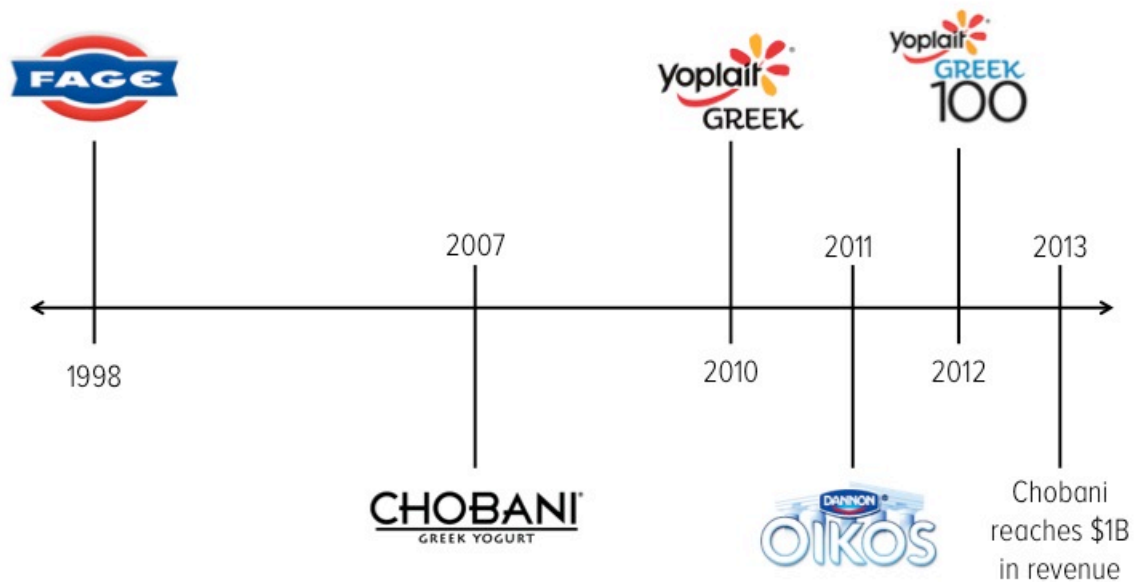 FAGE
yoplait
GREEK
yoplait
GREEK
100
2007
2011
2013
1998
2010
2012
CHOBANI
GREEK YOGURT
DANNON
OIKOS
Chobani
reaches $1B
in revenue